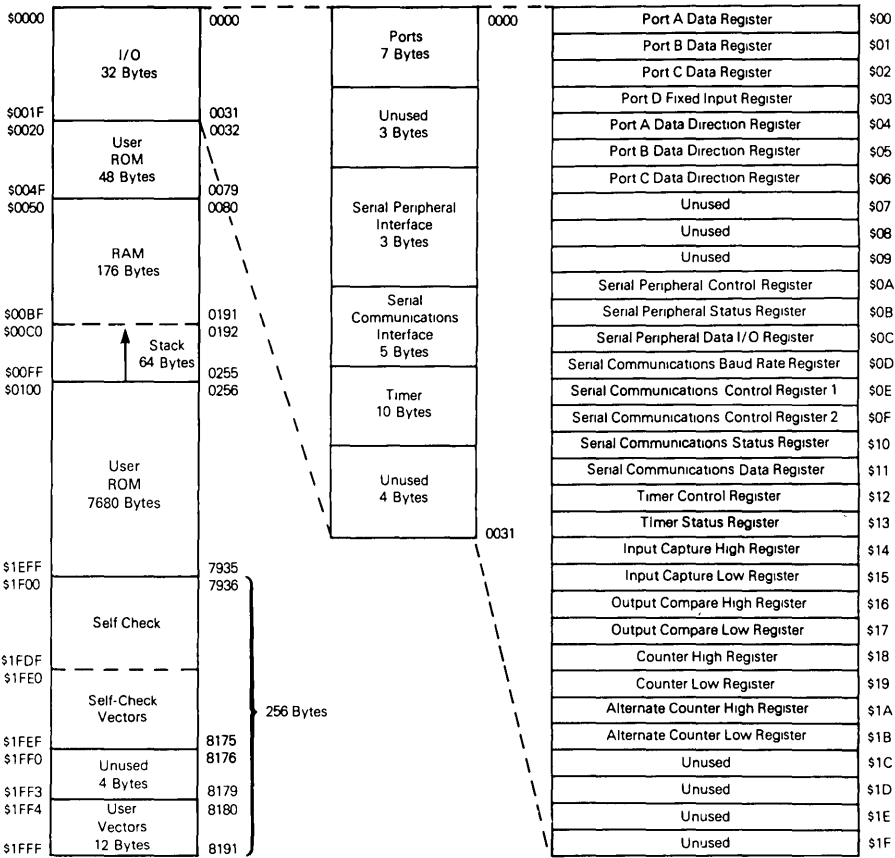 $0000
0000
I/O
32 Bytes
$001F
0031
$0020
0032
User
ROM
48 Bytes
$004F
0079
$0050
0080
RAM
176 Bytes
$00BF
0191
$00C0
0192
Stack
64 Bytes
$00FF
0255
$0100
0256
User
ROM
7680 Bytes
$1EFF
7935
$1F00
7936
Self Check
$1FDF
$1FE0
Self-Check
Vectors
256 Bytes
$1FEF
8175
$1FF0
8176
Unused
4 Bytes
$1FF3
8179
$1FF4
8180
User
Vectors
12 Bytes
$1FFF
8191
0000
Ports
7 Bytes
Unused
3 Bytes
Serial Peripheral
Interface
3 Bytes
Serial
Communications
Interface
5 Bytes
Timer
10 Bytes
Unused
4 Bytes
0031
Port A Data Register $00
Port B Data Register $01
Port C Data Register $02
Port D Fixed Input Register $03
Port A Data Direction Register $04
Port B Data Direction Register $05
Port C Data Direction Register $06
Unused $07
Unused $08
Unused $09
Serial Peripheral Control Register $0A
Serial Peripheral Status Register $0B
Serial Peripheral Data I/O Register $0C
Serial Communications Baud Rate Register $0D
Serial Communications Control Register 1 $0E
Serial Communications Control Register 2 $0F
Serial Communications Status Register $10
Serial Communications Data Register $11
Timer Control Register $12
Timer Status Register $13
Input Capture High Register $14
Input Capture Low Register $15
Output Compare High Register $16
Output Compare Low Register $17
Counter High Register $18
Counter Low Register $19
Alternate Counter High Register $1A
Alternate Counter Low Register $1B
Unused $1C
Unused $1D
Unused $1E
Unused $1F